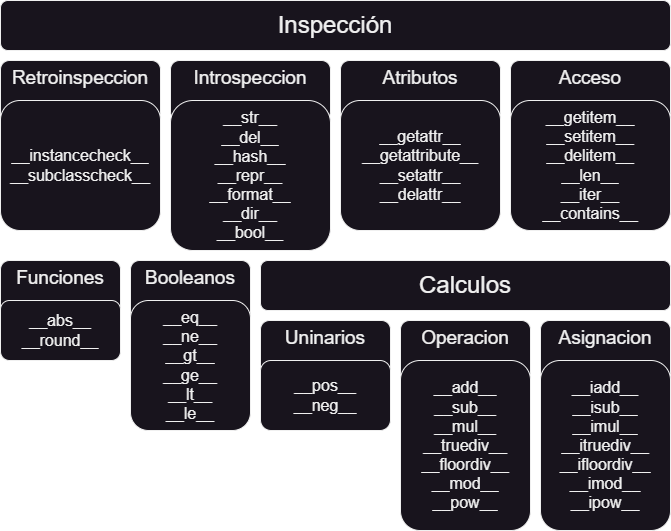 Inspección
Retroinspeccion
__instancecheck__
__subclasscheck__
Introspeccion
__str__
__del__
__hash__
__repr__
__format__
__dir__
__bool__
Atributos
__getattr__
__getattribute__
__setattr__
__delattr__
Acceso
__getitem__
__setitem__
__delitem__
__len__
__iter__
__contains__
Funciones
__abs__
__round__
Booleanos
__eq__
__ne__
__gt__
__ge__
__lt__
__le__
Calculos
Uninarios
__pos__
__neg__
Operacion
__add__
__sub__
__mul__
__truediv__
__floordiv__
__mod__
__pow__
Asignacion
__iadd__
__isub__
__imul__
__itruediv__
__ifloordiv__
__imod__
__ipow__